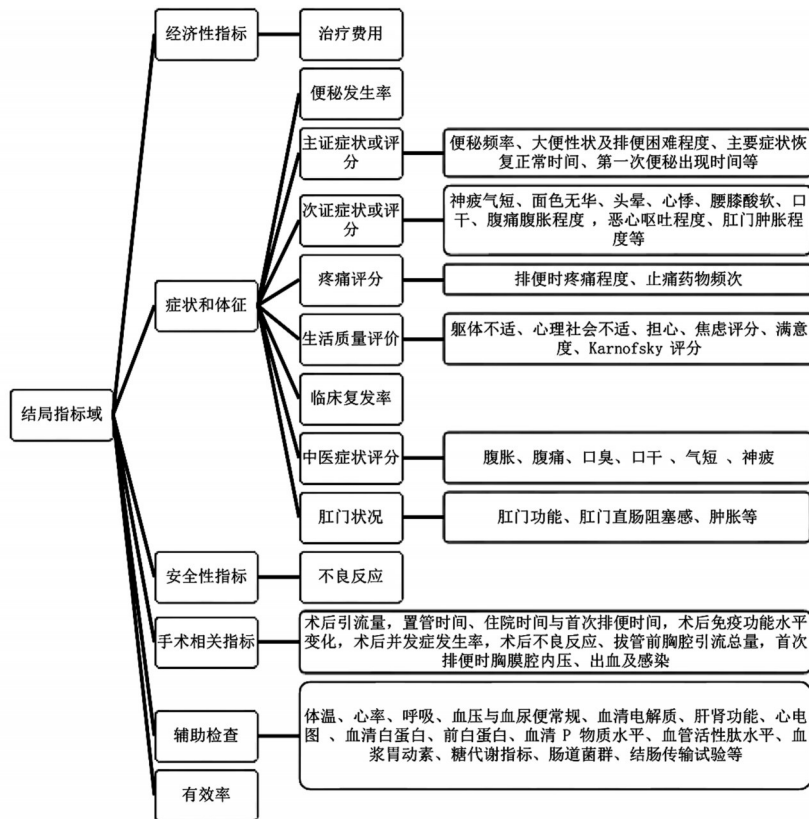 经济性指标
治疗费用
便秘发生率
主证症状或评
分
便秘频率、大便性状及排便困难程度、主要症状恢
复正常时间、第一次便秘出现时间等
次证症状或评
分
神疲气短、面色无华、头晕、心悸、腰膝酸软、口
干、腹痛腹胀程度 ，恶心呕吐程度、肛门肿胀程
度等
疼痛评分
排便时疼痛程度、止痛药物频次
症状和体征
生活质量评价
躯体不适、心理社会不适、担心、焦虑评分、满意
度、Karnofsky 评分
临床复发率
结局指标域
中医症状评分
腹胀、腹痛、口臭、口干 、气短 、神疲
肛门状况
肛门功能、肛门直肠阻塞感、肿胀等
安全性指标
不良反应
手术相关指标
术后引流量，置管时间、住院时间与首次排便时间，术后免疫功能水平
变化，术后并发症发生率，术后不良反应、拔管前胸腔引流总量，首次
排便时胸膜腔内压、出血及感染
辅助检查
体温、心率、呼吸、血压与血尿便常规、血清电解质、肝肾功能、心电
图 、血清白蛋白、前白蛋白、血清 P 物质水平、血管活性肽水平、血
浆胃动素、糖代谢指标、肠道菌群、结肠传输试验等
有效率